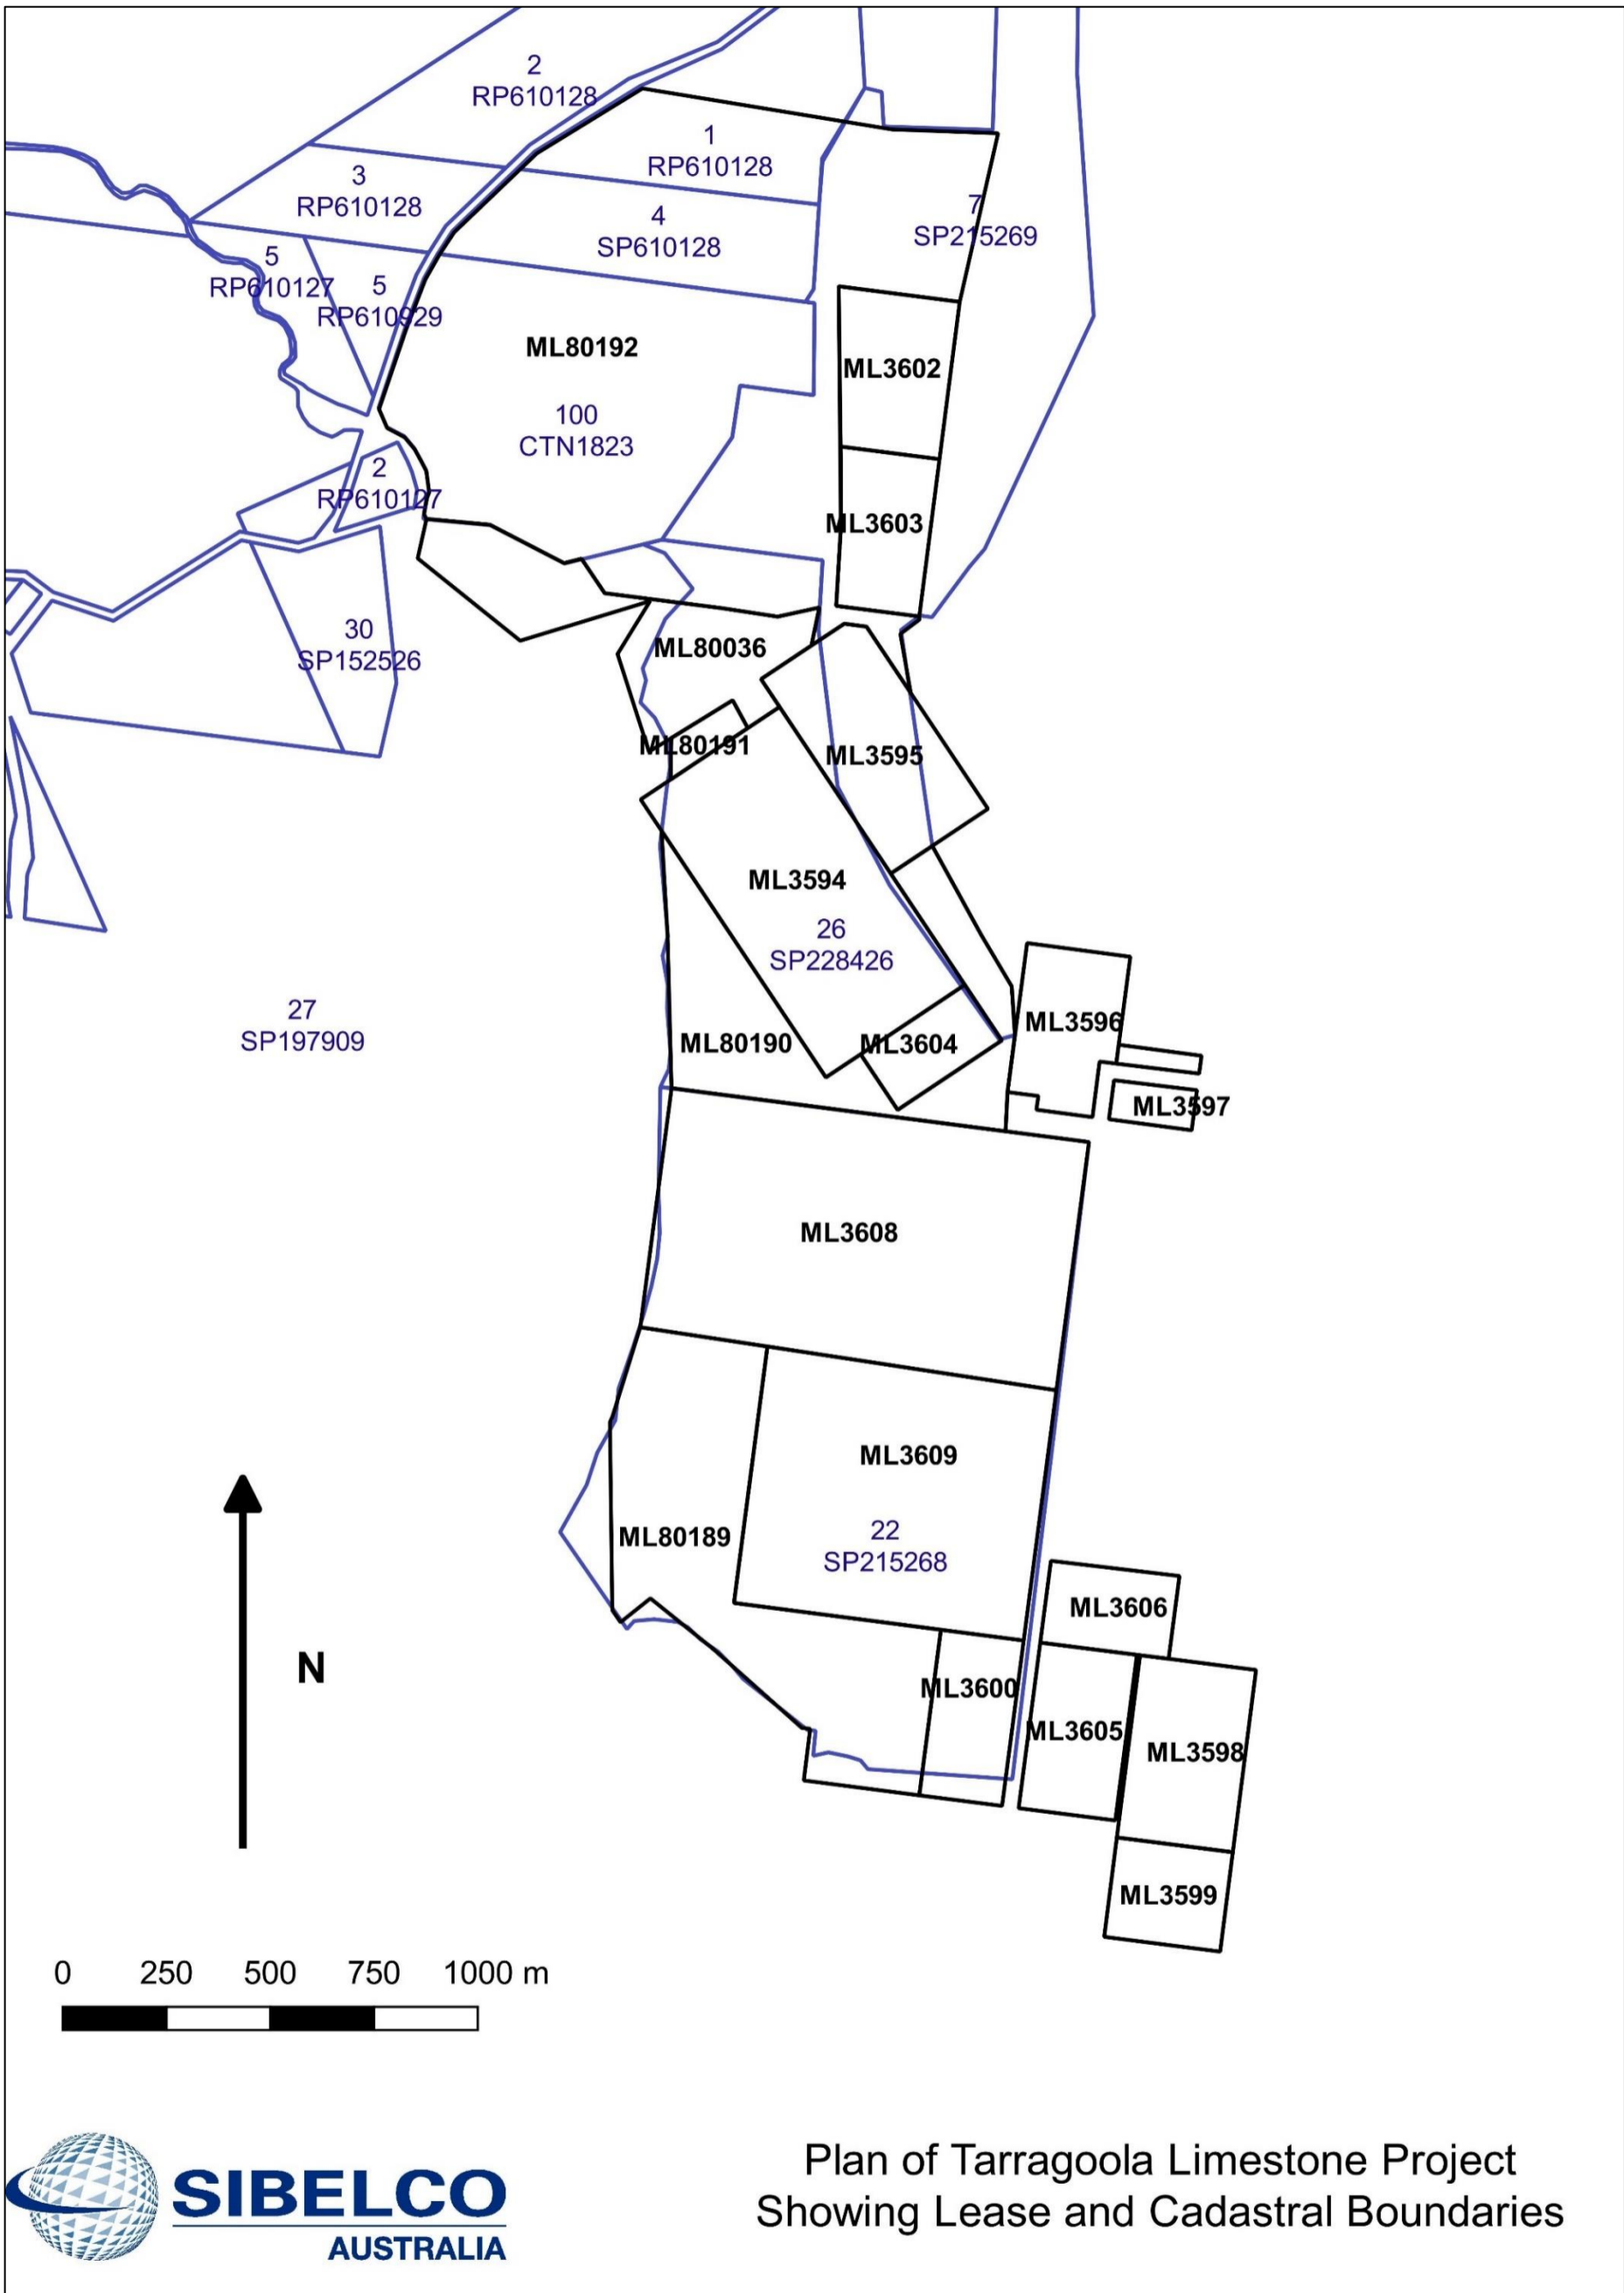 2
RP610128
1
RP610128
3
RP610128
4
SP610128
7
SP215269
5
RP610127
5
RP610929
ML80192
ML3602
100
CTN1823
2
RP610127
ML3603
30
SP152526
ML80036
ML80191
ML3595
ML3594
26
SP228426
27
SP197909
ML80190
ML3604
ML3596
ML3597
ML3608
ML3609
22
SP215268
ML80189
ML3606
N
ML3600
ML3605
ML3598
ML3599
0 250 500 750 1000 m
SIBELCO
AUSTRALIA
Plan of Tarragoola Limestone Project
Showing Lease and Cadastral Boundaries